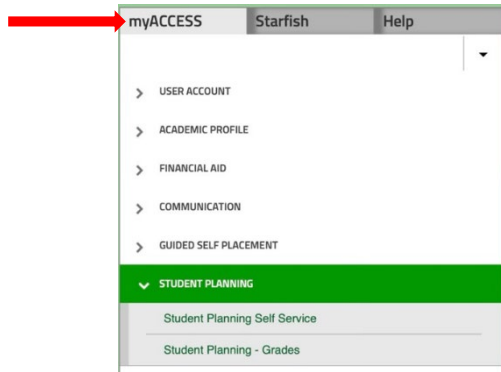 myACCESS Starfish Help
USER ACCOUNT
ACADEMIC PROFILE
FINANCIAL AID
COMMUNICATION
GUIDED SELF PLACEMENT
STUDENT PLANNING
Student Planning Self Service
Student Planning - Grades